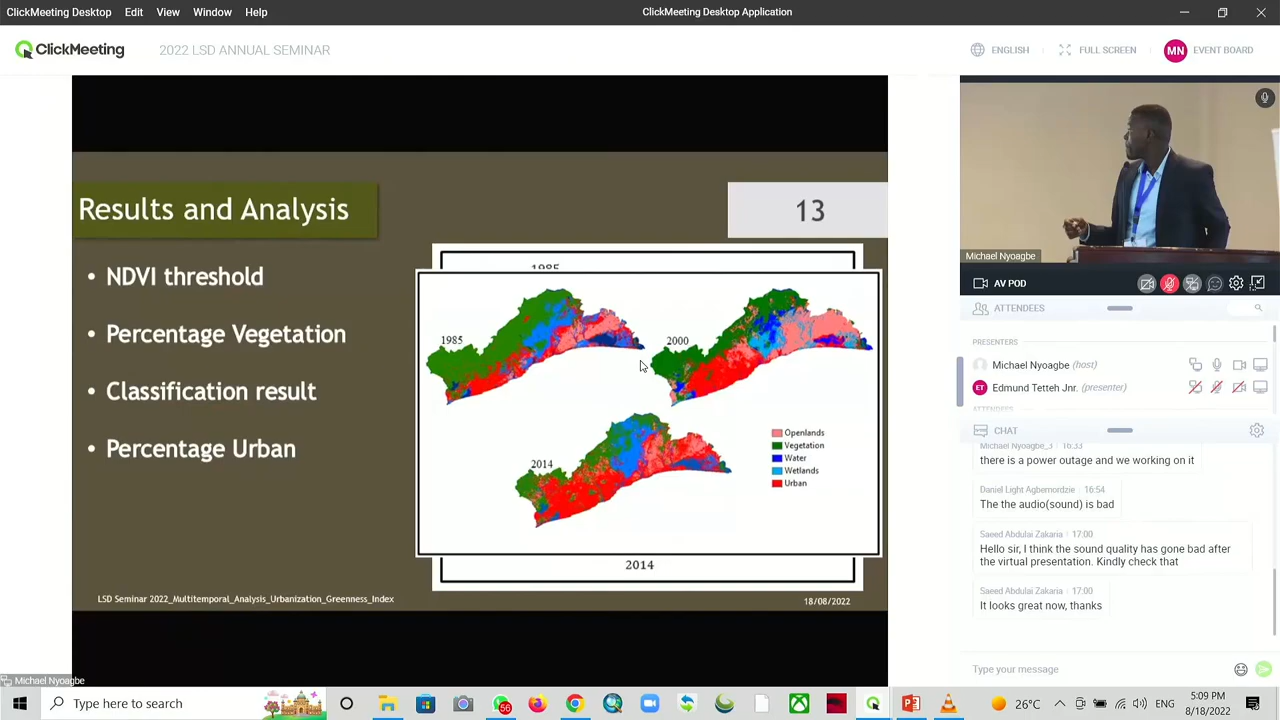 ClickMeeting Desktop Edit View Window Help
ClickMeeting Desktop Application
ClickMeeting
2022 LSD ANNUAL SEMINAR
ENGLISH
FULL SCREEN
MN
EVENT BOARD
Results and Analysis
13
• NDVI threshold
• Percentage Vegetation
• Classification result
• Percentage Urban
1985
1985
2000
2014
Openlands
Vegetation
Water
Wetlands
Urban
2014
LSD Seminar 2022_Multitemporal_Analysis_Urbanization_Greenness_Index
18/08/2022
Michael Nyoagbe
Michael Nyoagbe
AV POD
ATTENDEES
PRESENTERS
Michael Nyoagbe (host)
ET
Edmund Tetteh Jnr. (presenter)
ATTENDEES
CHAT
Michael Nyoagbe_3 16:33
there is a power outage and we working on it
Daniel Light Agbemordzie 16:54
The the audio(sound) is bad
Saeed Abdulai Zakaria 17:00
Hello sir, I think the sound quality has gone bad after
the virtual presentation. Kindly check that
Saeed Abdulai Zakaria 17:00
It looks great now, thanks
Type your message
Type here to search
66
26°C
ENG
5:09 PM
8/18/2022